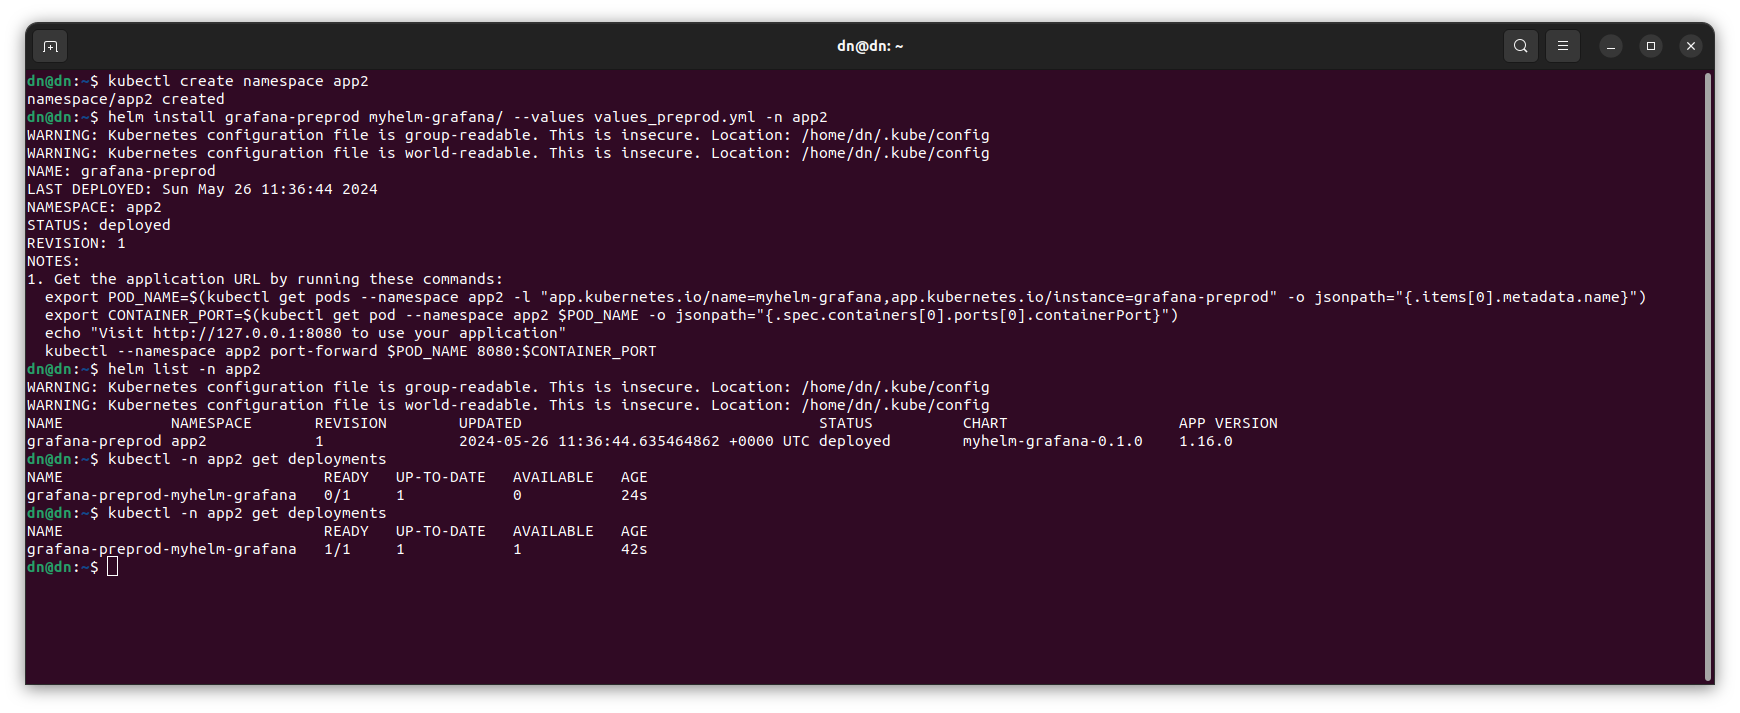 dn@dn: ~
dn@dn:~$ kubectl create namespace app2
namespace/app2 created
dn@dn:~$ helm install grafana-preprod myhelm-grafana/ --values values_preprod.yml -n app2
WARNING: Kubernetes configuration file is group-readable. This is insecure. Location: /home/dn/.kube/config
WARNING: Kubernetes configuration file is world-readable. This is insecure. Location: /home/dn/.kube/config
NAME: grafana-preprod
LAST DEPLOYED: Sun May 26 11:36:44 2024
NAMESPACE: app2
STATUS: deployed
REVISION: 1
NOTES:
1. Get the application URL by running these commands:
  export POD_NAME=$(kubectl get pods --namespace app2 -l "app.kubernetes.io/name=myhelm-grafana,app.kubernetes.io/instance=grafana-preprod" -o jsonpath="{.items[0].metadata.name}")
  export CONTAINER_PORT=$(kubectl get pod --namespace app2 $POD_NAME -o jsonpath="{.spec.containers[0].ports[0].containerPort}")
  echo "Visit http://127.0.0.1:8080 to use your application"
  kubectl --namespace app2 port-forward $POD_NAME 8080:$CONTAINER_PORT
dn@dn:~$ helm list -n app2
WARNING: Kubernetes configuration file is group-readable. This is insecure. Location: /home/dn/.kube/config
WARNING: Kubernetes configuration file is world-readable. This is insecure. Location: /home/dn/.kube/config
NAME            NAMESPACE       REVISION        UPDATED                                 STATUS          CHART                   APP VERSION
grafana-preprod app2            1               2024-05-26 11:36:44.635464862 +0000 UTC deployed        myhelm-grafana-0.1.0    1.16.0
dn@dn:~$ kubectl -n app2 get deployments
NAME                             READY   UP-TO-DATE   AVAILABLE   AGE
grafana-preprod-myhelm-grafana   0/1     1            0           24s
dn@dn:~$ kubectl -n app2 get deployments
NAME                             READY   UP-TO-DATE   AVAILABLE   AGE
grafana-preprod-myhelm-grafana   1/1     1            1           42s
dn@dn:~$